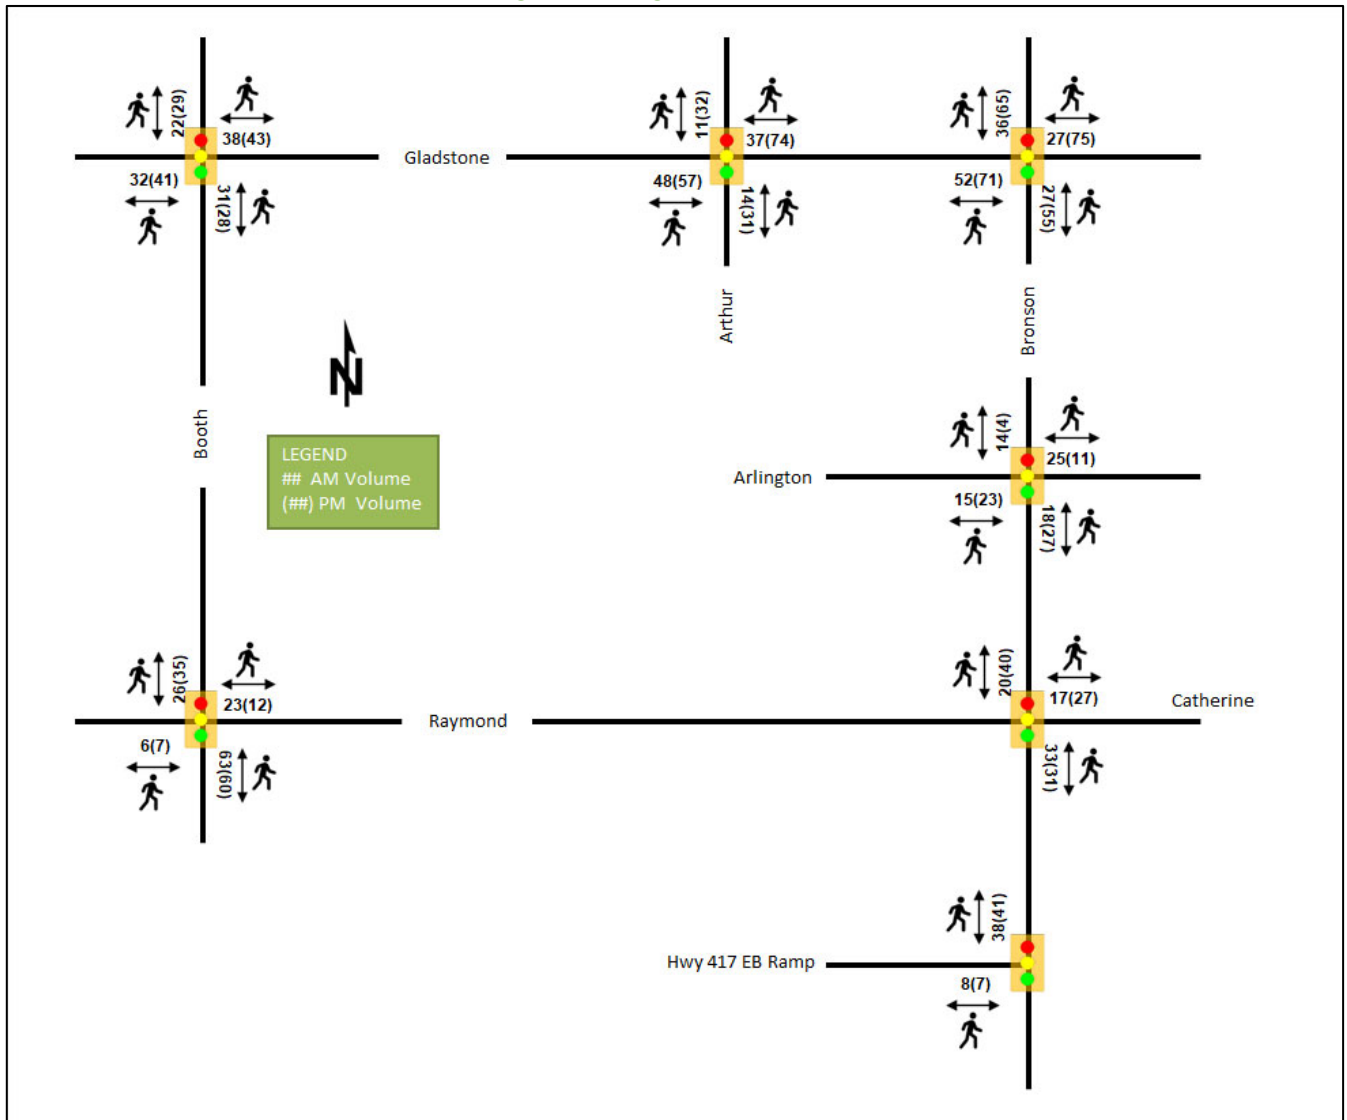 22(29)
38(43)
32(41)
31(28)
Gladstone
11(32)
37(74)
48(57)
14(31)
36(65)
27(75)
52(71)
27(55)
Arthur
Bronson
Booth
N
LEGEND
## AM Volume
(##) PM Volume
14(4)
25(11)
Arlington
15(23)
18(27)
26(35)
23(12)
6(7)
63(60)
Raymond
20(40)
17(27)
Catherine
33(31)
38(41)
Hwy 417 EB Ramp
8(7)